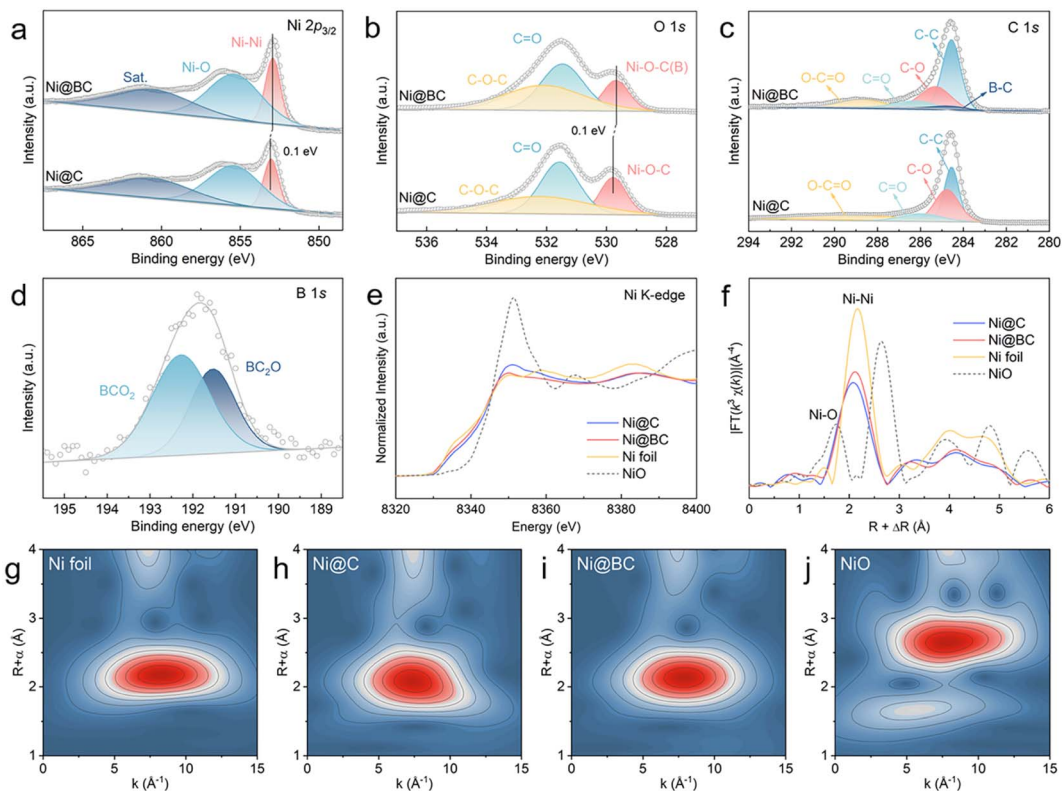 a
Ni 2p3/2
Ni-Ni
Ni-O
Sat.
Ni@BC
0.1 eV
Ni@C
Intensity (a.u.)
865 860 855 850
Binding energy (eV)
b
O 1s
C=O
C-O-C
Ni-O-C(B)
Ni@BC
0.1 eV
C=O
C-O-C
Ni-O-C
Ni@C
Intensity (a.u.)
536 534 532 530 528
Binding energy (eV)
c
C 1s
C-C
C-O
O-C=O
C=O
B-C
Ni@BC
C-C
C-O
O-C=O
C=O
Ni@C
Intensity (a.u.)
294 292 290 288 286 284 282 280
Binding energy (eV)
d
B 1s
BCO2
BC2O
Intensity (a.u.)
195 194 193 192 191 190 189
Binding energy (eV)
e
Ni K-edge
Ni@C
Ni@BC
Ni foil
NiO
Normalized Intensity (a.u.)
8320 8340 8360 8380 8400
Energy (eV)
f
Ni-Ni
Ni-O
Ni@C
Ni@BC
Ni foil
NiO
|FT(k3 χ(k))|(Å-4)
0 1 2 3 4 5 6
R + ΔR (Å)
g
Ni foil
R+α (Å)
4
3
2
1
0 5 10 15
k (Å-1)
h
Ni@C
R+α (Å)
4
3
2
1
0 5 10 15
k (Å-1)
i
Ni@BC
R+α (Å)
4
3
2
1
0 5 10 15
k (Å-1)
j
NiO
R+α (Å)
4
3
2
1
0 5 10 15
k (Å-1)